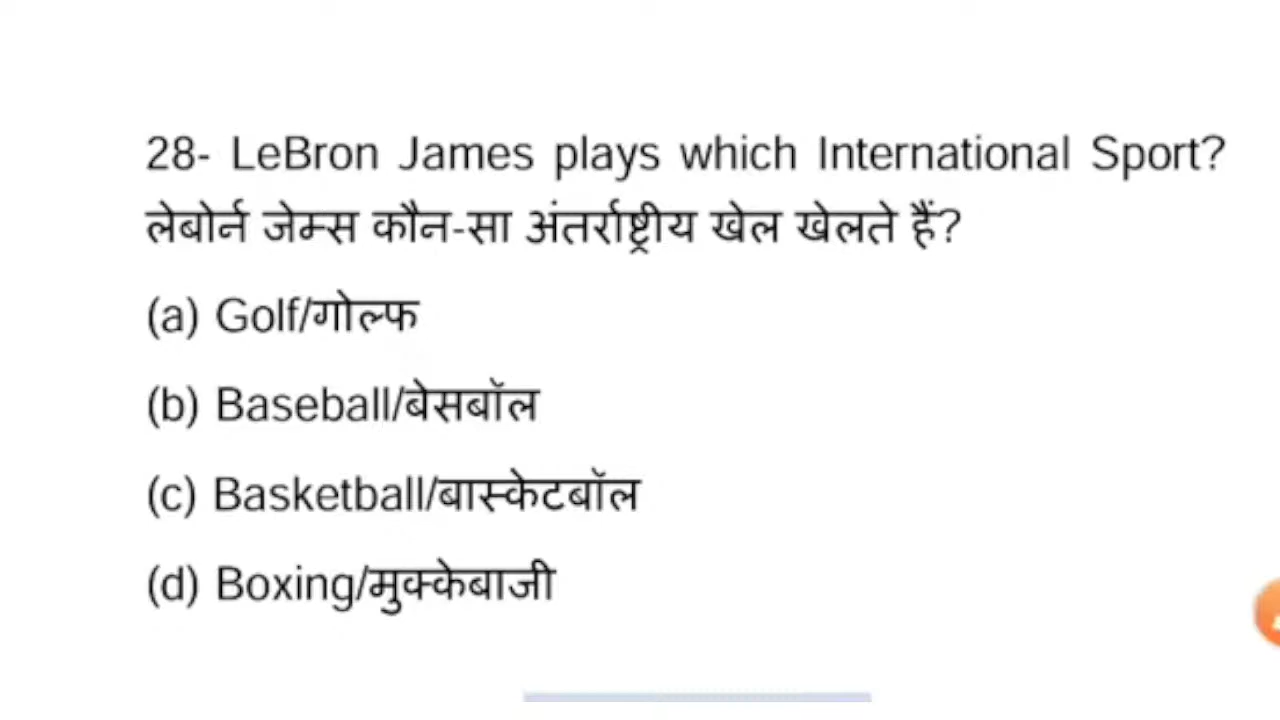 28- LeBron James plays which International Sport?
लेबोर्न जेम्स कौन-सा अंतर्राष्ट्रीय खेल खेलते हैं?
(a) Golf/गोल्फ
(b) Baseball/बेसबॉल
(c) Basketball/बास्केटबॉल
(d) Boxing/मुक्केबाजी